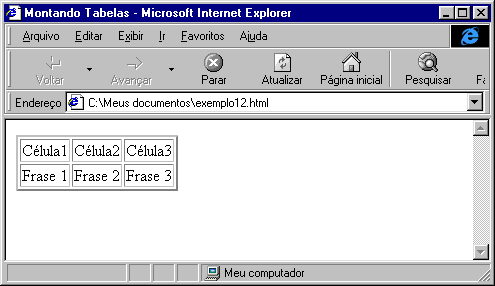 Montando Tabelas - Microsoft Internet Explorer
Arquivo Editar Exibir Ir Favoritos Ajuda
Voltar Avançar Parar Atualizar Página inicial Pesquisar
Endereço C:\Meus documentos\exemplo12.html
Célula1 Célula2 Célula3
Frase 1 Frase 2 Frase 3
Meu computador